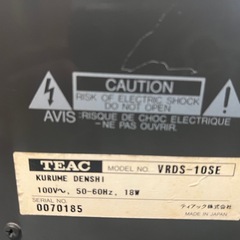 CAUTION
RISK OF ELECTRIC SHOCK
DO NOT OPEN
AVIS: RISQUE DE CHOC ELECTRIQUE-
NE PAS
TEAC MODEL NO. VRDS-10SE
KURUME DENSHI
100V~, 50-60Hz, 18W
SERIAL NO.
0070185
ティアック株式会社
MADE IN JAPAN